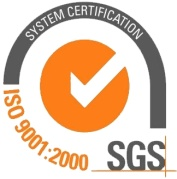 SYSTEM CERTIFICATION
ISO 9001:2000
SGS